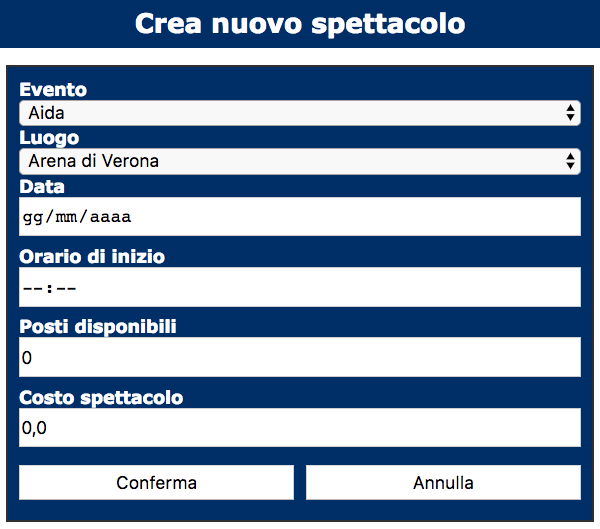 Crea nuovo spettacolo
Evento
Aida
Luogo
Arena di Verona
Data
gg/mm/aaaa
Orario di inizio
--:--
Posti disponibili
0
Costo spettacolo
0,0
Conferma Annulla